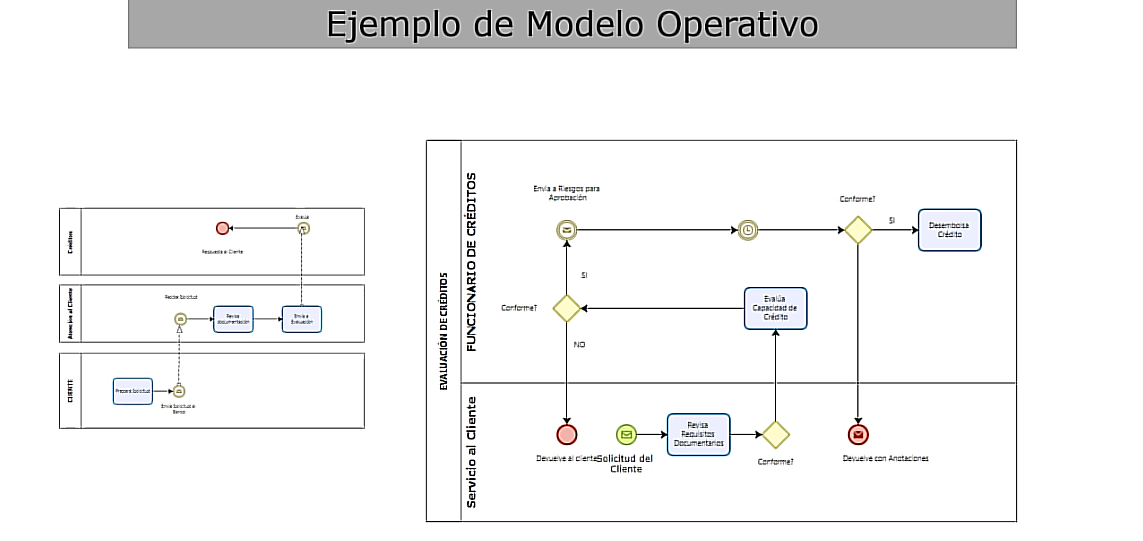 Ejemplo de Modelo Operativo
Créditos
Evalúa
Respuesta al Cliente
Atención al Cliente
Recibe Solicitud
Revisa
documentación
Envía a
Evaluación
CLIENTE
Prepara Solicitud
Envía Solicitud al
Banco
EVALUACIÓN DE CRÉDITOS
FUNCIONARIO DE CRÉDITOS
Envía a Riesgos para
Aprobación
Conforme?
SI
Desembolsa
Crédito
SI
Conforme?
NO
Evalúa
Capacidad de
Crédito
Servicio al Cliente
Devuelve al cliente
Solicitud del
Cliente
Revisa
Requisitos
Documentarios
Conforme?
Devuelve con Anotaciones